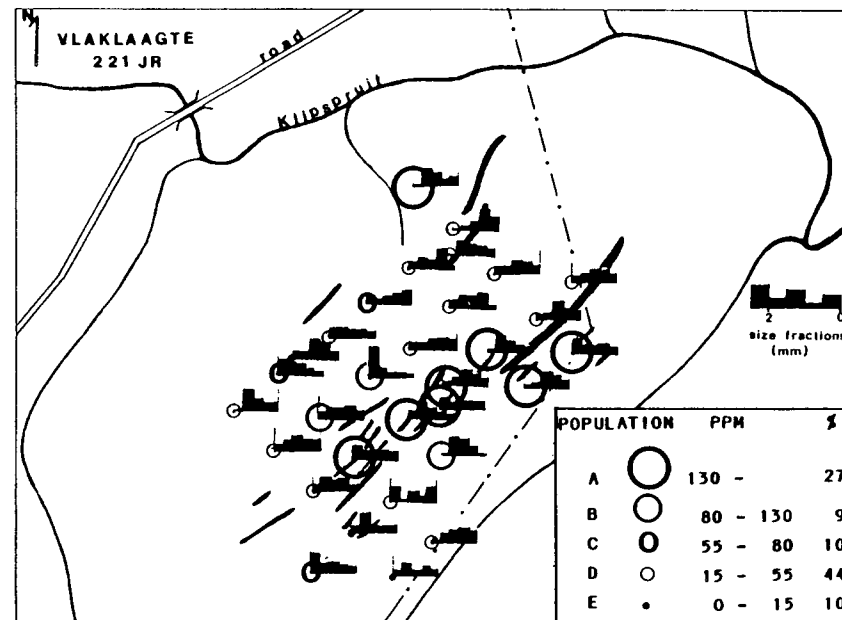 N
VLAKLAAGTE
221 JR
road
Klipspruit
2
size fractions
(mm)
POPULATION PPM %
A 130 - 27
B 80 - 130 9
C 55 - 80 10
D 15 - 55 44
E 0 - 15 10